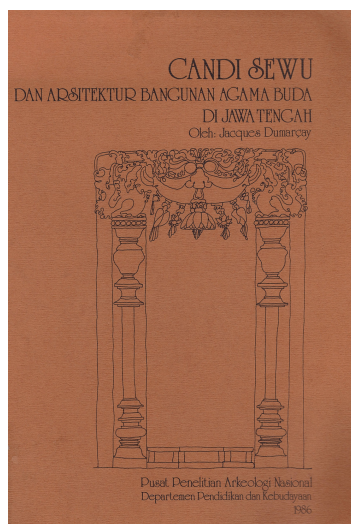 CANDI SEWU
DAN ARSITEKTUR BANGUNAN AGAMA BUDA
DI JAWA TENGAH
Oleh: Jacques Dumarçay
Pusat Penelitian Arkeologi Nasional
Departemen Pendidikan dan Kebudayaan
1986